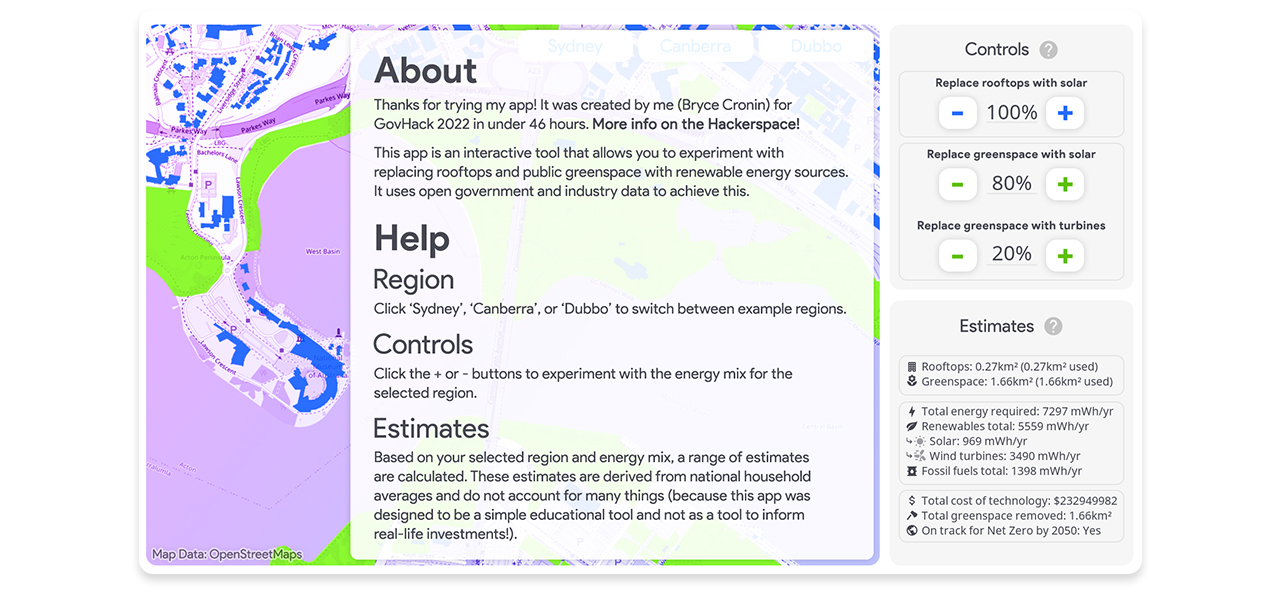 Sydney
Canberra
Dubbo
About
Thanks for trying my app! It was created by me (Bryce Cronin) for
GovHack 2022 in under 46 hours. More info on the Hackerspace!
This app is an interactive tool that allows you to experiment with
replacing rooftops and public greenspace with renewable energy sources.
It uses open government and industry data to achieve this.
Help
Region
Click ‘Sydney’, ‘Canberra’, or ‘Dubbo’ to switch between example regions.
Controls
Click the + or - buttons to experiment with the energy mix for the
selected region.
Estimates
Based on your selected region and energy mix, a range of estimates
are calculated. These estimates are derived from national household
averages and do not account for many things (because this app was
designed to be a simple educational tool and not as a tool to inform
real-life investments!).
Parkes Way
Parkes Way
Parkes Way
LBG
Bachelors Lane
Lawson Crescent
P
West Basin
Acton Peninsula
P
Lawson Crescent
Acton
Map Data: OpenStreetMaps
Controls ?
Replace rooftops with solar
- 100% +
Replace greenspace with solar
- 80% +
Replace greenspace with turbines
- 20% +
Estimates ?
Rooftops: 0.27km² (0.27km² used)
Greenspace: 1.66km² (1.66km² used)
Total energy required: 7297 mWh/yr
Renewables total: 5559 mWh/yr
Solar: 969 mWh/yr
Wind turbines: 3490 mWh/yr
Fossil fuels total: 1398 mWh/yr
$ Total cost of technology: $232949982
Total greenspace removed: 1.66km²
On track for Net Zero by 2050: Yes